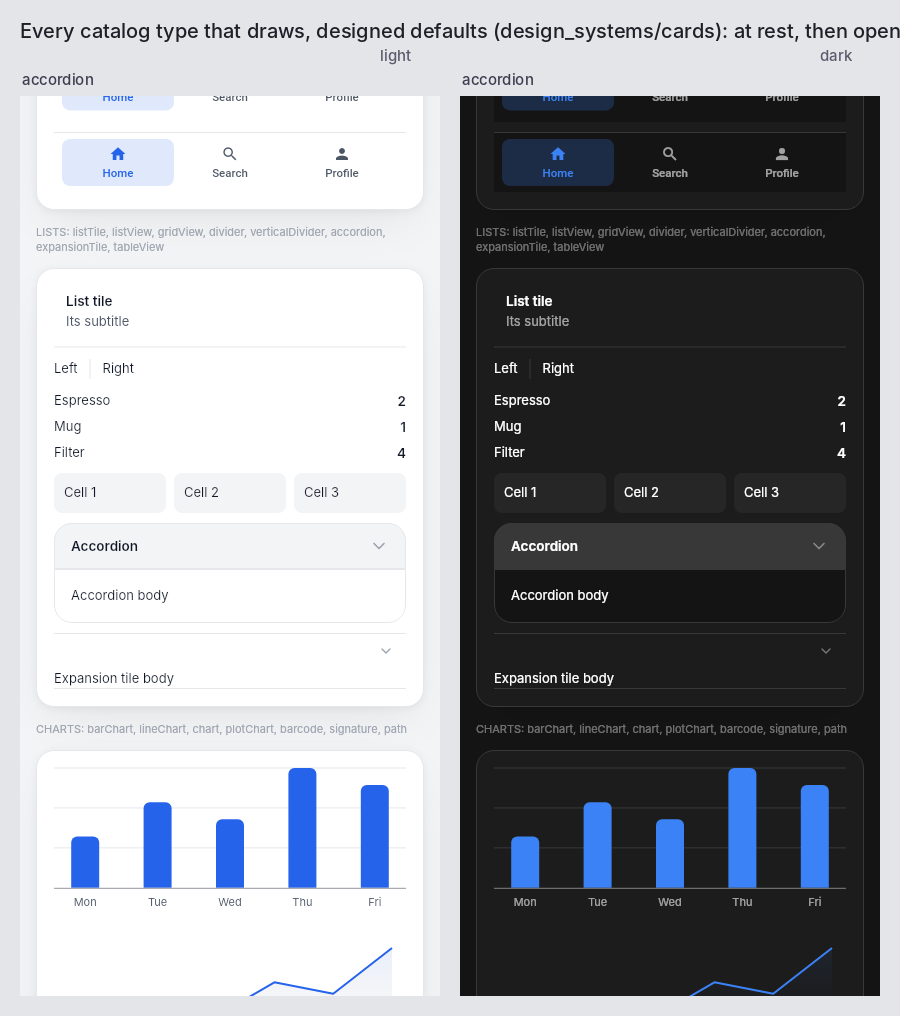 Every catalog type that draws, designed defaults (design_systems/cards): at rest, then open
light
dark
accordion
accordion
Home Search Profile
Home Search Profile
LISTS: listTile, listView, gridView, divider, verticalDivider, accordion,
expansionTile, tableView
List tile
Its subtitle
Left Right
Espresso 2
Mug 1
Filter 4
Cell 1 Cell 2 Cell 3
Accordion
Accordion body
Expansion tile body
CHARTS: barChart, lineChart, chart, plotChart, barcode, signature, path
Mon Tue Wed Thu Fri
Home Search Profile
Home Search Profile
LISTS: listTile, listView, gridView, divider, verticalDivider, accordion,
expansionTile, tableView
List tile
Its subtitle
Left Right
Espresso 2
Mug 1
Filter 4
Cell 1 Cell 2 Cell 3
Accordion
Accordion body
Expansion tile body
CHARTS: barChart, lineChart, chart, plotChart, barcode, signature, path
Mon Tue Wed Thu Fri